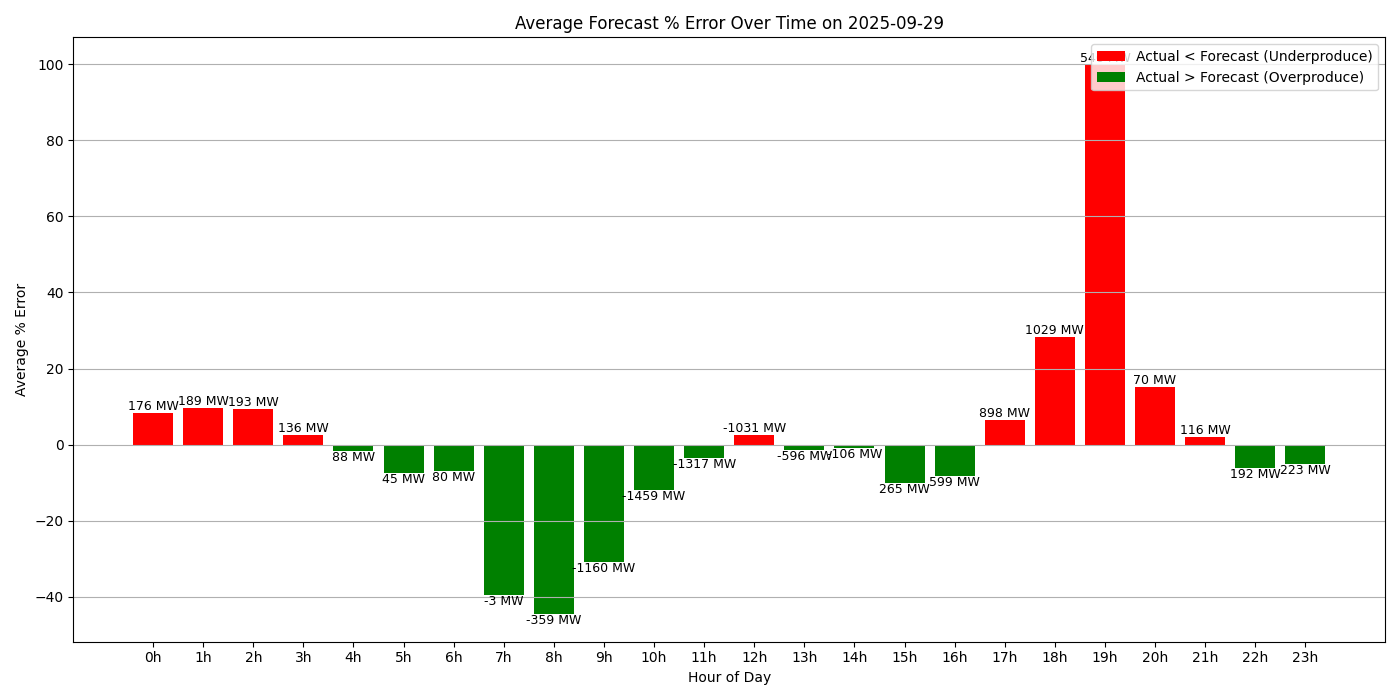 Average Forecast % Error Over Time on 2025-09-29
Actual < Forecast (Underproduce)
Actual > Forecast (Overproduce)
Average % Error
100
80
60
40
20
0
−20
−40
176 MW
189 MW
193 MW
136 MW
88 MW
45 MW
80 MW
-3 MW
-359 MW
-1160 MW
-1459 MW
-1317 MW
-1031 MW
-596 MW
-106 MW
265 MW
599 MW
898 MW
1029 MW
70 MW
116 MW
192 MW
223 MW
0h 1h 2h 3h 4h 5h 6h 7h 8h 9h 10h 11h 12h 13h 14h 15h 16h 17h 18h 19h 20h 21h 22h 23h
Hour of Day